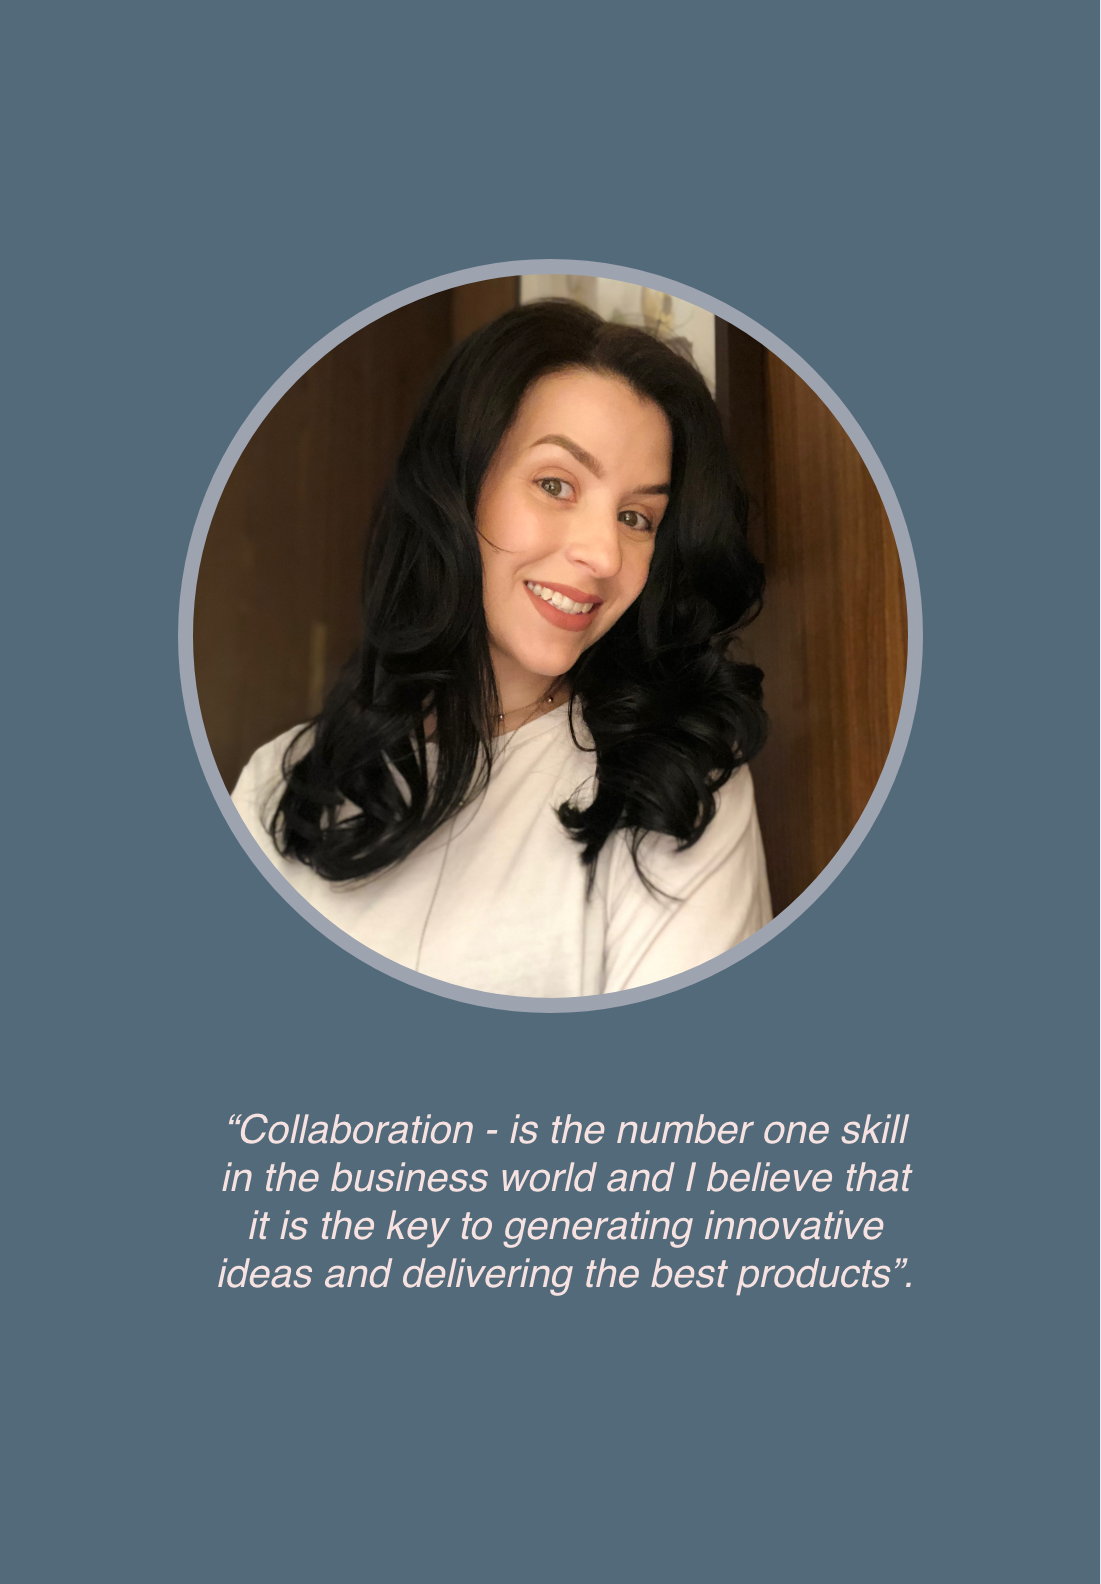 “Collaboration - is the number one skill
in the business world and I believe that
it is the key to generating innovative
ideas and delivering the best products”.